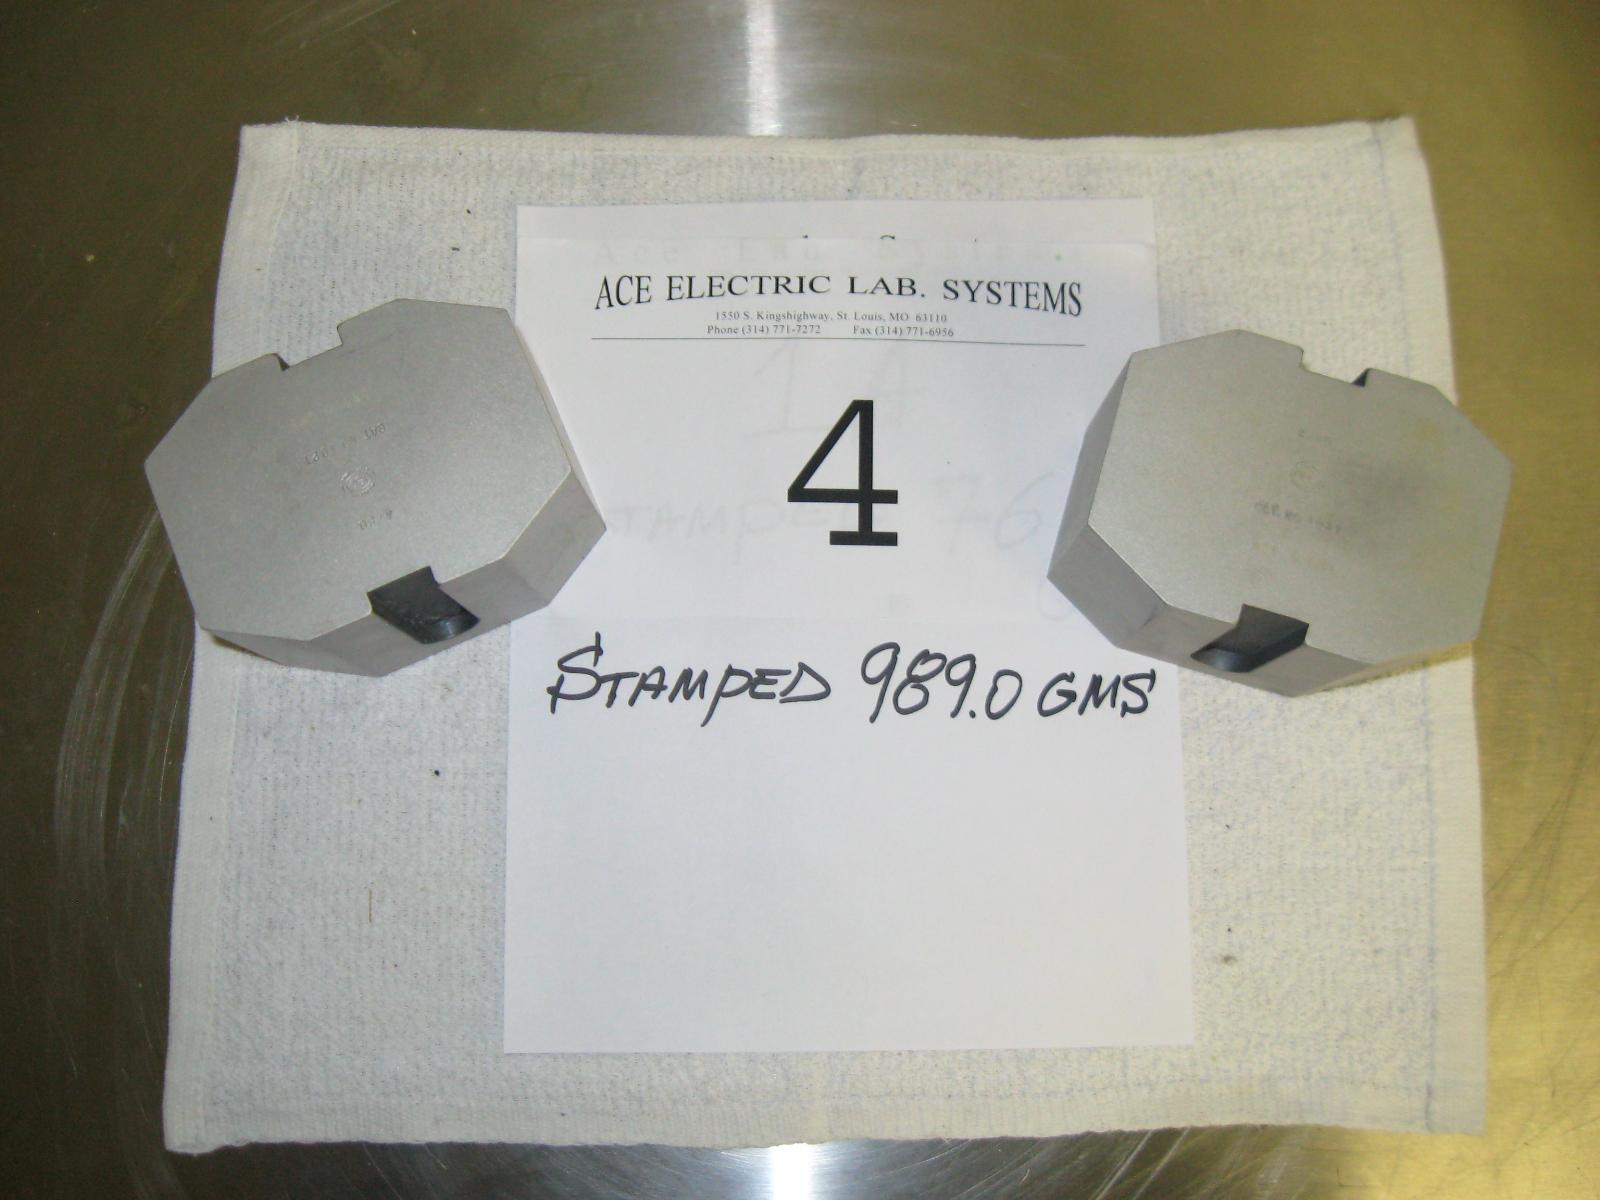 ACE ELECTRIC LAB. SYSTEMS
1550 S. Kingshighway, St. Louis, MO 63110
Phone (314) 771-7272 Fax (314) 771-6956
4
STAMPED 989.0 GMS